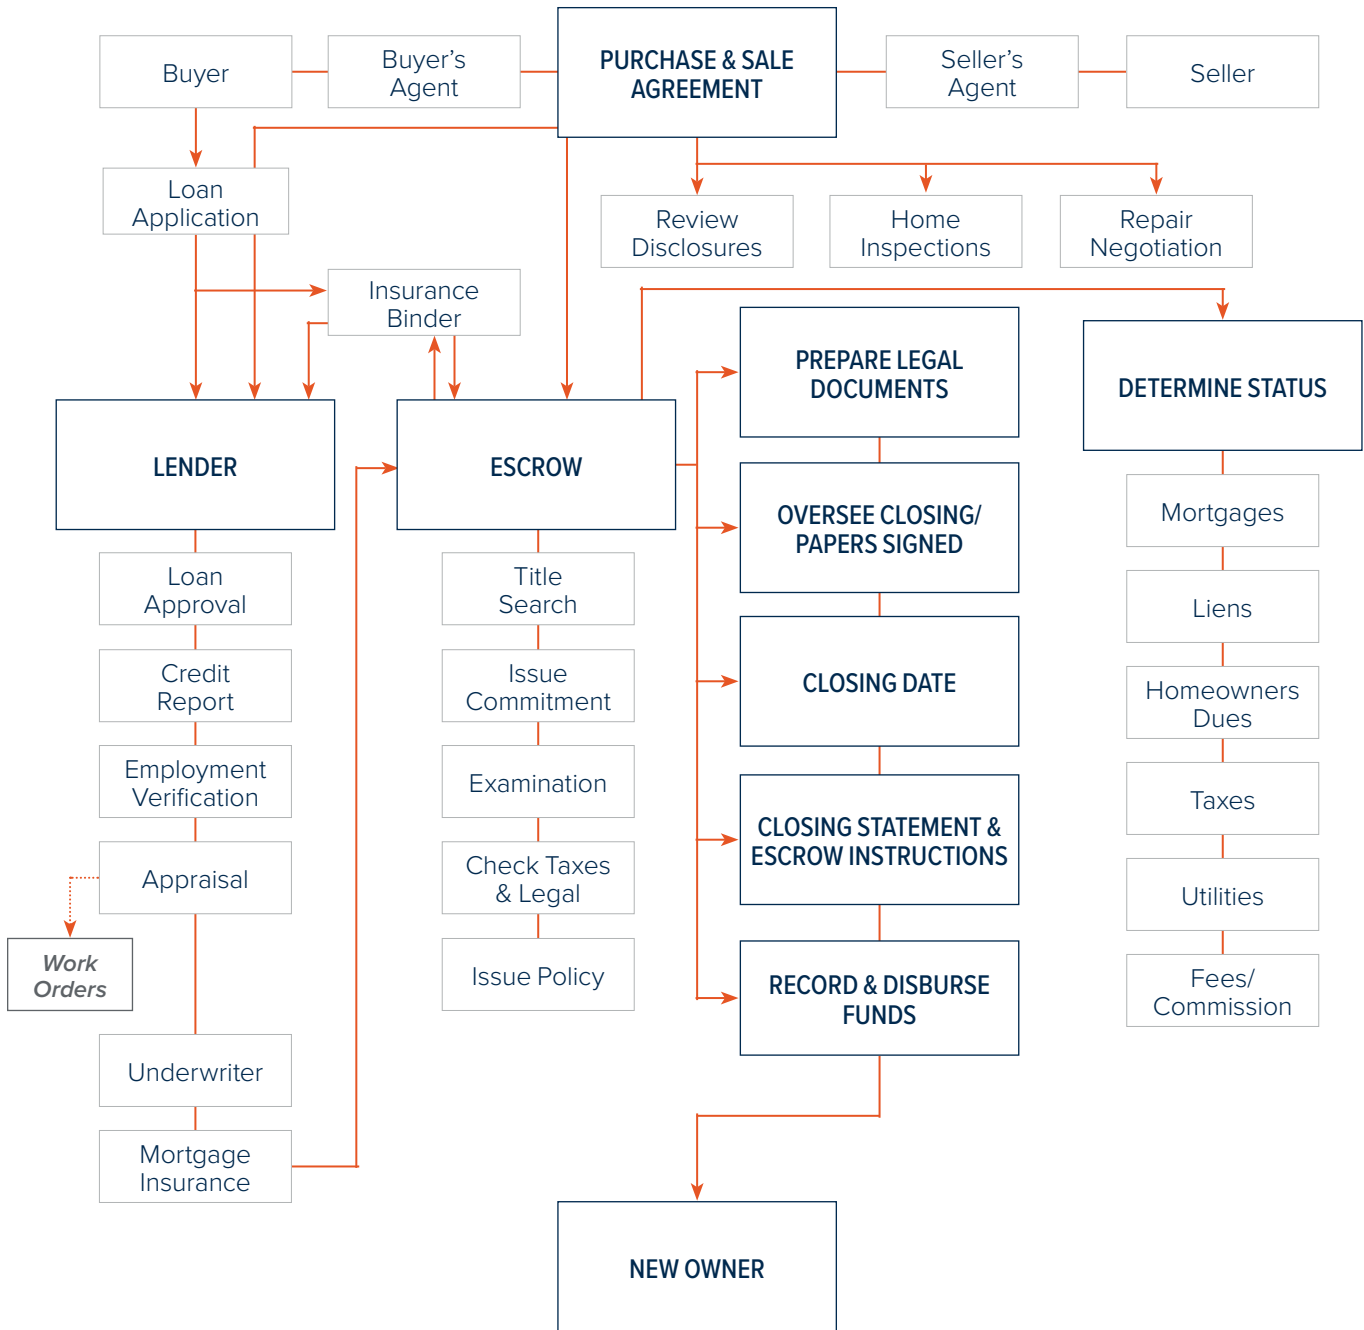 Buyer
Buyer’s
Agent
PURCHASE & SALE
AGREEMENT
Seller’s
Agent
Seller
Loan
Application
Review
Disclosures
Home
Inspections
Repair
Negotiation
Insurance
Binder
LENDER
ESCROW
PREPARE LEGAL
DOCUMENTS
DETERMINE STATUS
OVERSEE CLOSING/
PAPERS SIGNED
CLOSING DATE
CLOSING STATEMENT &
ESCROW INSTRUCTIONS
RECORD & DISBURSE
FUNDS
Loan
Approval
Credit
Report
Employment
Verification
Appraisal
Work
Orders
Underwriter
Mortgage
Insurance
Title
Search
Issue
Commitment
Examination
Check Taxes
& Legal
Issue Policy
Mortgages
Liens
Homeowners
Dues
Taxes
Utilities
Fees/
Commission
NEW OWNER